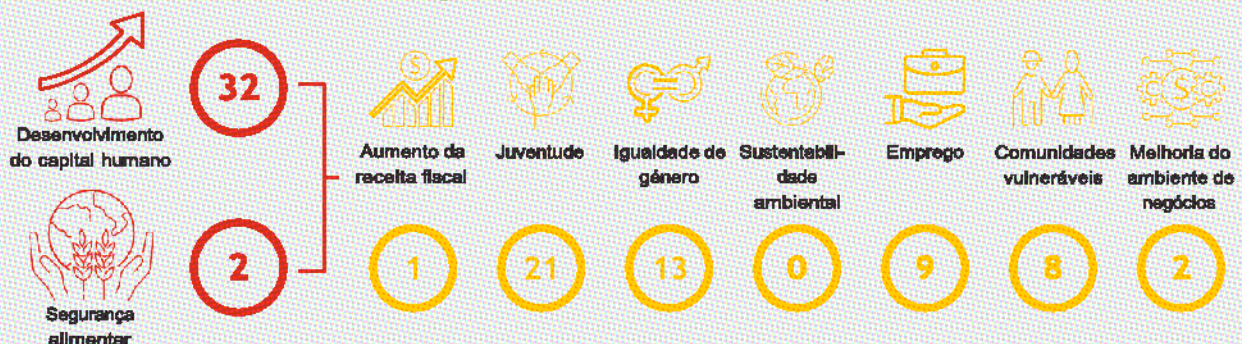 Desenvolvimento
do capital humano
32
Segurança
alimentar
2
Aumento da
receita fiscal
1
Juventude
21
Igualdade de
género
13
Sustentabili-
dade
ambiental
0
Emprego
9
Comunidades
vulneráveis
8
Melhoria do
ambiente de
negócios
2